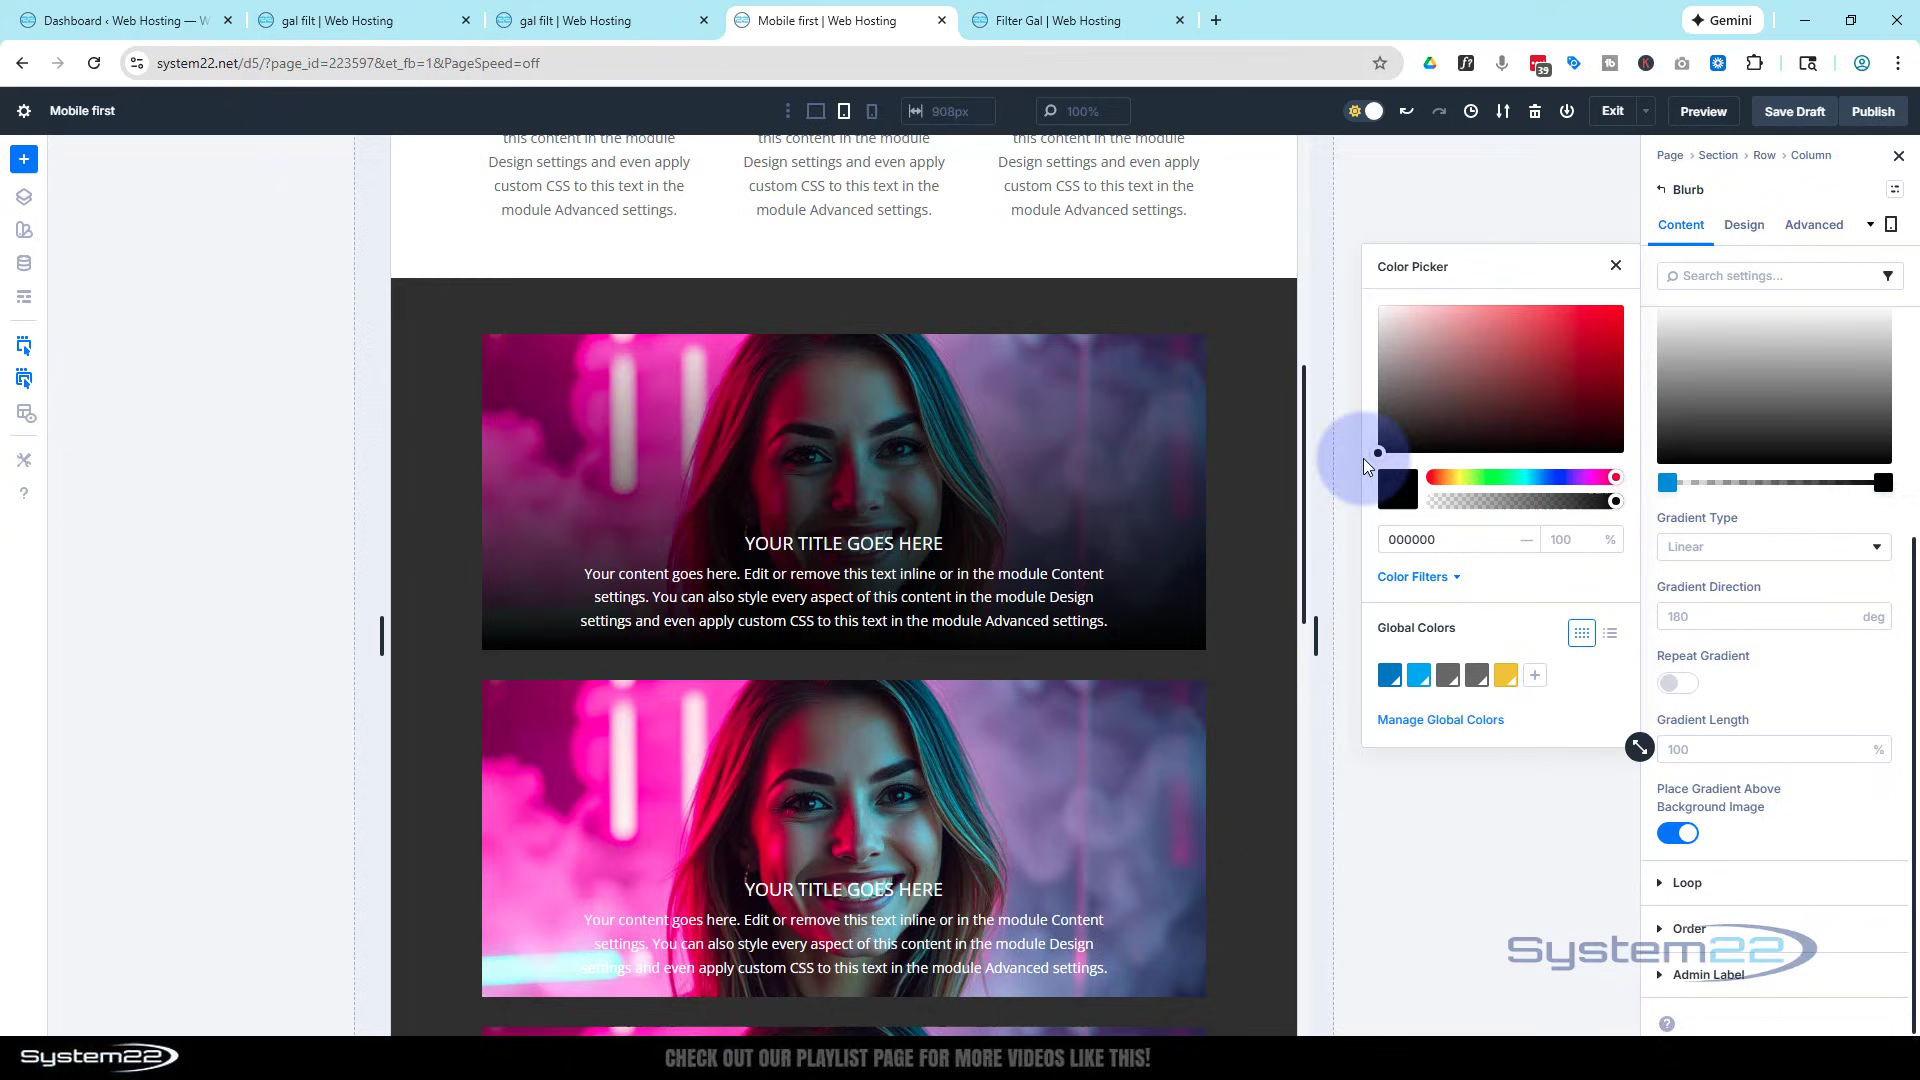 Dashboard ‹ Web Hosting — W
gal filt | Web Hosting
gal filt | Web Hosting
Mobile first | Web Hosting
Filter Gal | Web Hosting
Gemini
system22.net/d5/?page_id=223597&et_fb=1&PageSpeed=off
39
Mobile first
908px
100%
Exit
Preview
Save Draft
Publish
this content in the module
Design settings and even apply
custom CSS to this text in the
module Advanced settings.
this content in the module
Design settings and even apply
custom CSS to this text in the
module Advanced settings.
this content in the module
Design settings and even apply
custom CSS to this text in the
module Advanced settings.
YOUR TITLE GOES HERE
Your content goes here. Edit or remove this text inline or in the module Content
settings. You can also style every aspect of this content in the module Design
settings and even apply custom CSS to this text in the module Advanced settings.
YOUR TITLE GOES HERE
Your content goes here. Edit or remove this text inline or in the module Content
settings. You can also style every aspect of this content in the module Design
settings and even apply custom CSS to this text in the module Advanced settings.
Color Picker
000000
100 %
Color Filters
Global Colors
Manage Global Colors
Page > Section > Row > Column
Blurb
Content
Design
Advanced
Search settings...
Gradient Type
Linear
Gradient Direction
180 deg
Repeat Gradient
Gradient Length
100 %
Place Gradient Above
Background Image
Loop
Order
Admin Label
System22
System22
CHECK OUT OUR PLAYLIST PAGE FOR MORE VIDEOS LIKE THIS!